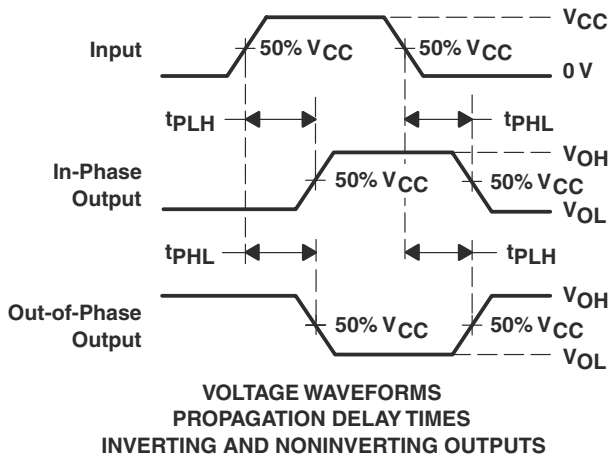 VCC
Input
50% VCC
50% VCC
0 V
tPLH
tPHL
VOH
In-Phase
Output
50% VCC
50% VCC
VOL
tPHL
tPLH
VOH
Out-of-Phase
Output
50% VCC
50% VCC
VOL
VOLTAGE WAVEFORMS
PROPAGATION DELAY TIMES
INVERTING AND NONINVERTING OUTPUTS